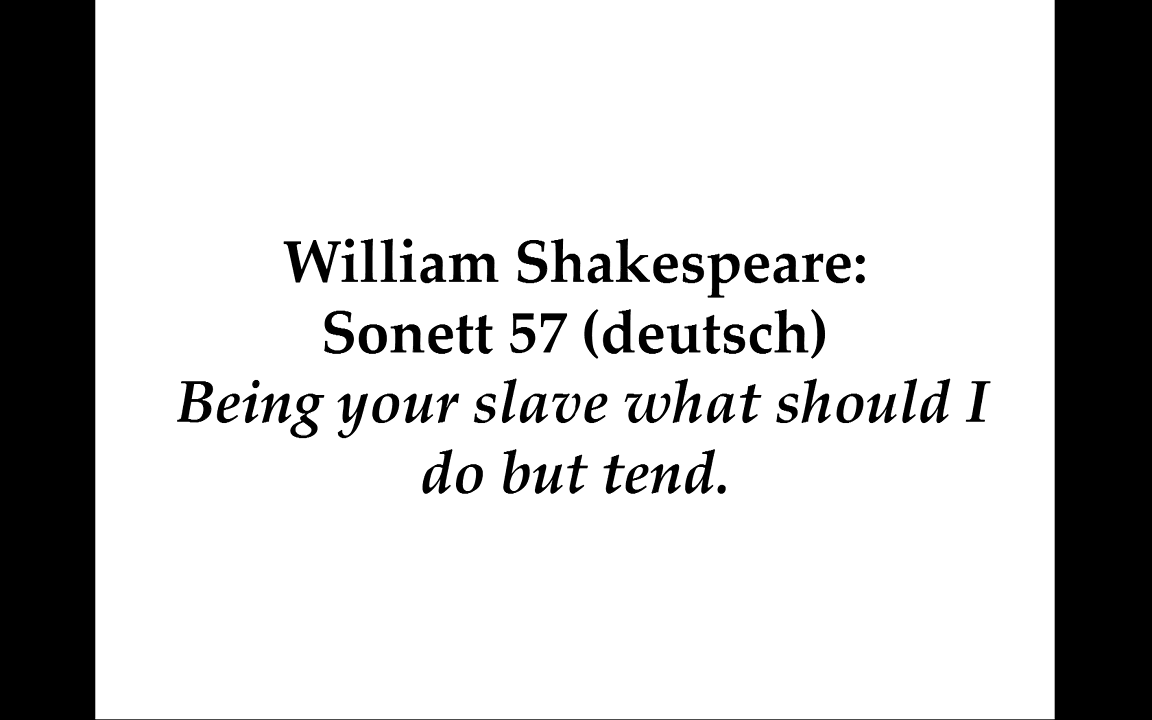 William Shakespeare:
Sonett 57 (deutsch)
Being your slave what should I
do but tend.